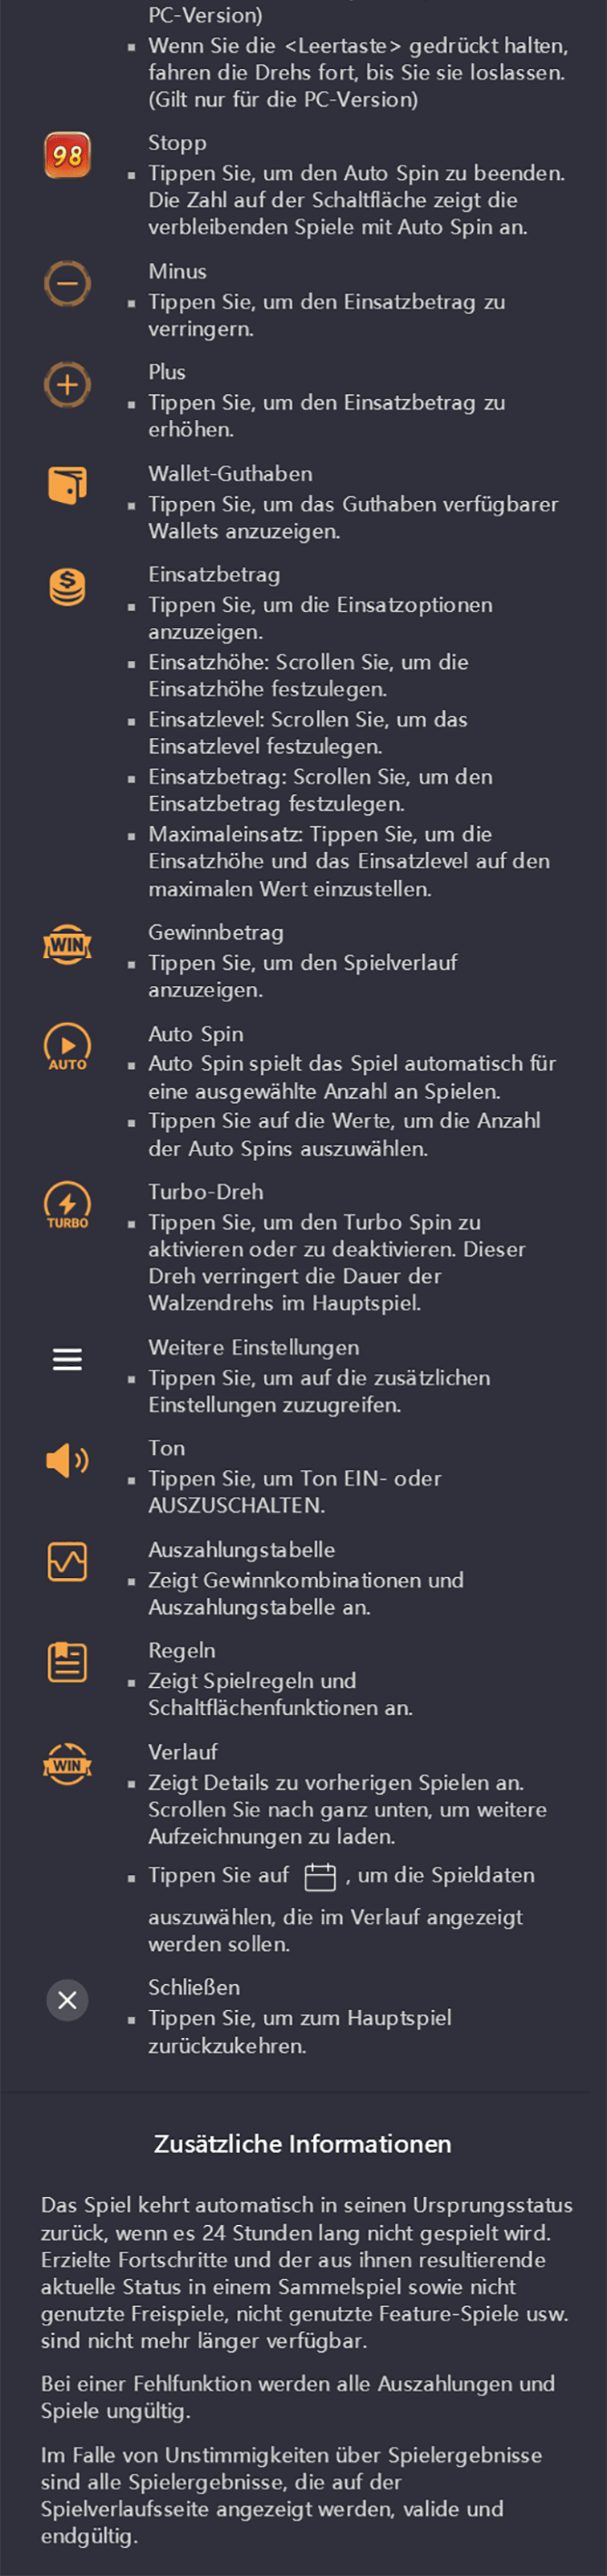 PC-Version)
▪ Wenn Sie die <Leertaste> gedrückt halten,
fahren die Drehs fort, bis Sie sie loslassen.
(Gilt nur für die PC-Version)
98
Stopp
▪ Tippen Sie, um den Auto Spin zu beenden.
Die Zahl auf der Schaltfläche zeigt die
verbleibenden Spiele mit Auto Spin an.
Minus
▪ Tippen Sie, um den Einsatzbetrag zu
verringern.
Plus
▪ Tippen Sie, um den Einsatzbetrag zu
erhöhen.
Wallet-Guthaben
▪ Tippen Sie, um das Guthaben verfügbarer
Wallets anzuzeigen.
$
Einsatzbetrag
▪ Tippen Sie, um die Einsatzoptionen
anzuzeigen.
▪ Einsatzhöhe: Scrollen Sie, um die
Einsatzhöhe festzulegen.
▪ Einsatzlevel: Scrollen Sie, um das
Einsatzlevel festzulegen.
▪ Einsatzbetrag: Scrollen Sie, um den
Einsatzbetrag festzulegen.
▪ Maximaleinsatz: Tippen Sie, um die
Einsatzhöhe und das Einsatzlevel auf den
maximalen Wert einzustellen.
WIN
Gewinnbetrag
▪ Tippen Sie, um den Spielverlauf
anzuzeigen.
AUTO
Auto Spin
▪ Auto Spin spielt das Spiel automatisch für
eine ausgewählte Anzahl an Spielen.
▪ Tippen Sie auf die Werte, um die Anzahl
der Auto Spins auszuwählen.
TURBO
Turbo-Dreh
▪ Tippen Sie, um den Turbo Spin zu
aktivieren oder zu deaktivieren. Dieser
Dreh verringert die Dauer der
Walzendrehs im Hauptspiel.
Weitere Einstellungen
▪ Tippen Sie, um auf die zusätzlichen
Einstellungen zuzugreifen.
Ton
▪ Tippen Sie, um Ton EIN- oder
AUSZUSCHALTEN.
Auszahlungstabelle
▪ Zeigt Gewinnkombinationen und
Auszahlungstabelle an.
Regeln
▪ Zeigt Spielregeln und
Schaltflächenfunktionen an.
WIN
Verlauf
▪ Zeigt Details zu vorherigen Spielen an.
Scrollen Sie nach ganz unten, um weitere
Aufzeichnungen zu laden.
▪ Tippen Sie auf , um die Spieldaten
auszuwählen, die im Verlauf angezeigt
werden sollen.
Schließen
▪ Tippen Sie, um zum Hauptspiel
zurückzukehren.
Zusätzliche Informationen
Das Spiel kehrt automatisch in seinen Ursprungsstatus
zurück, wenn es 24 Stunden lang nicht gespielt wird.
Erzielte Fortschritte und der aus ihnen resultierende
aktuelle Status in einem Sammelspiel sowie nicht
genutzte Freispiele, nicht genutzte Feature-Spiele usw.
sind nicht mehr länger verfügbar.
Bei einer Fehlfunktion werden alle Auszahlungen und
Spiele ungültig.
Im Falle von Unstimmigkeiten über Spielergebnisse
sind alle Spielergebnisse, die auf der
Spielverlaufsseite angezeigt werden, valide und
endgültig.